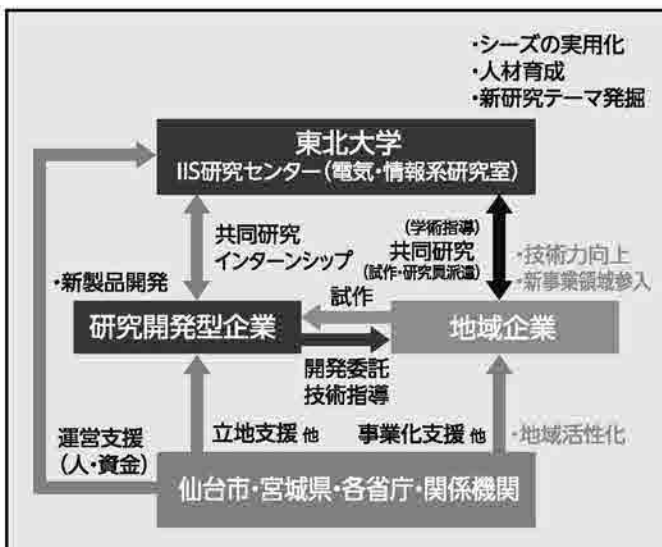 ・シーズの実用化
・人材育成
・新研究テーマ発掘
東北大学
IIS研究センター(電気・情報系研究室)
共同研究
インターンシップ
(学術指導)
共同研究
(試作・研究員派遣)
・技術力向上
・新事業領域参入
・新製品開発
試作
研究開発型企業
地域企業
開発委託
技術指導
運営支援
(人・資金)
立地支援 他
事業化支援 他
・地域活性化
仙台市・宮城県・各省庁・関係機関